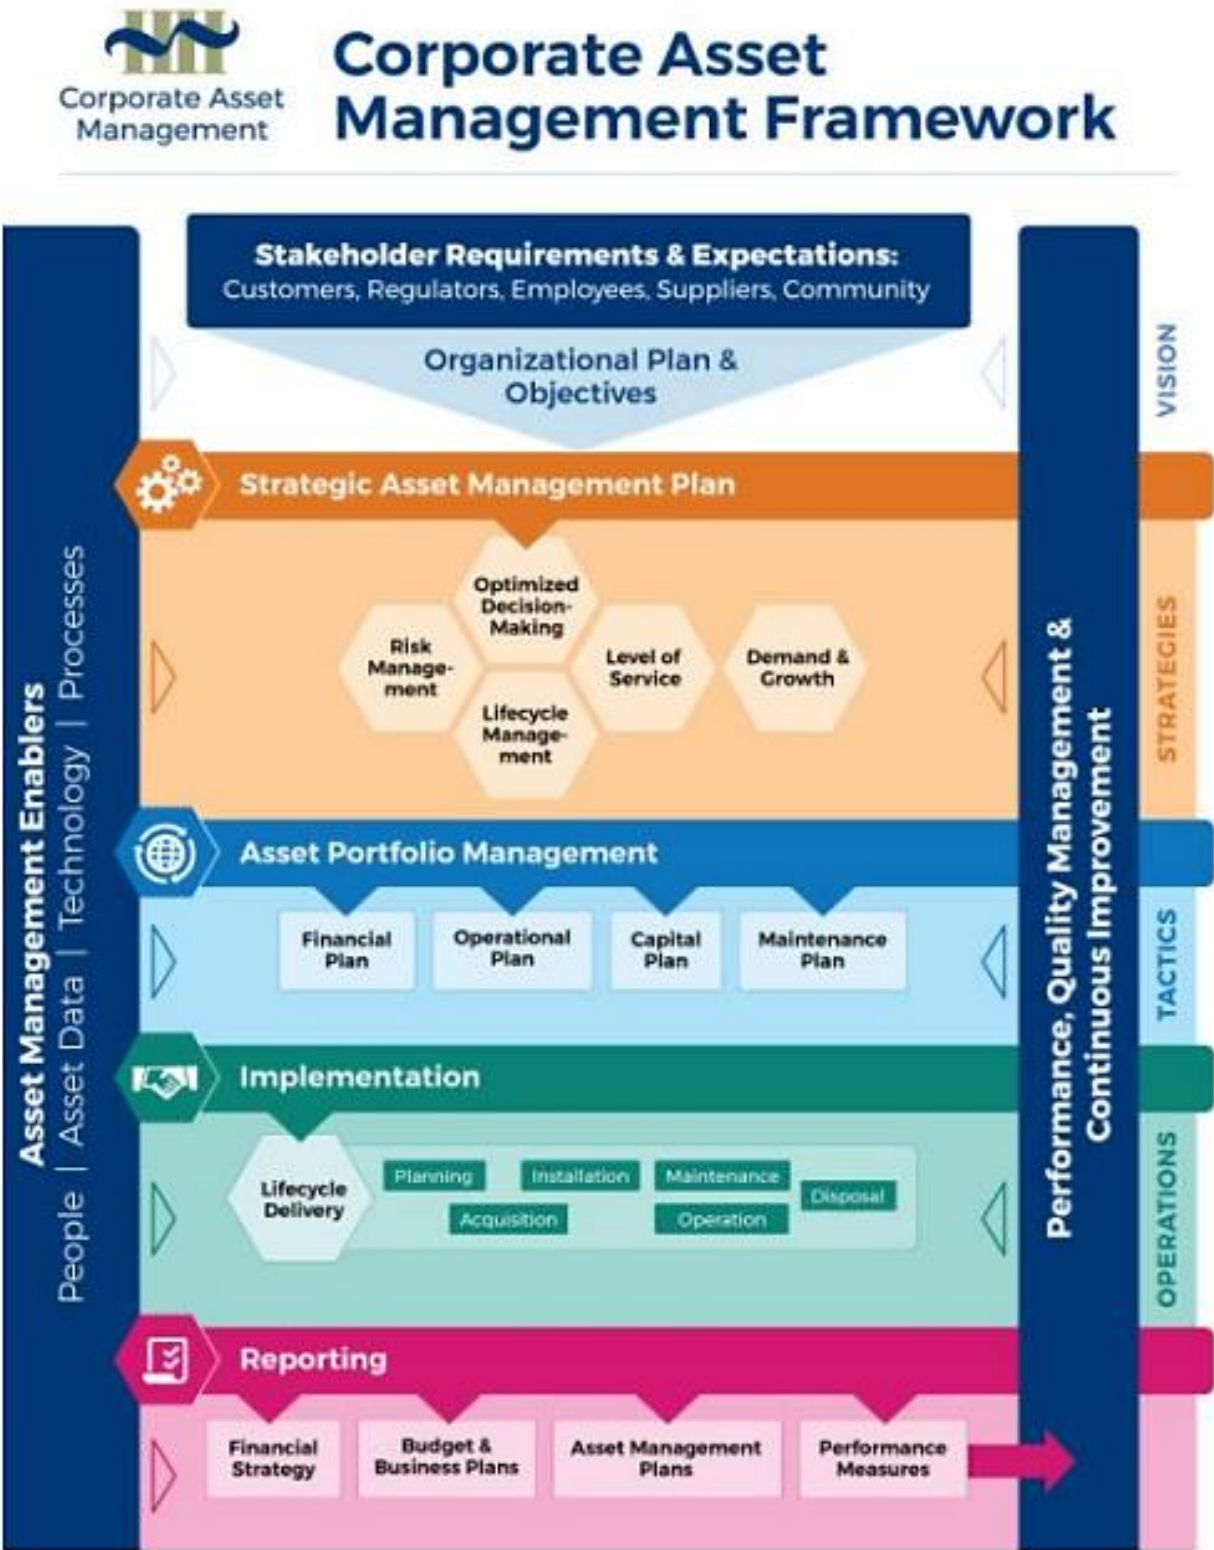 Corporate Asset
Management
Corporate Asset
Management Framework
Stakeholder Requirements & Expectations:
Customers, Regulators, Employees, Suppliers, Community
Organizational Plan &
Objectives
VISION
Strategic Asset Management Plan
Optimized
Decision-
Making
Risk
Manage-
ment
Level of
Service
Demand &
Growth
Lifecycle
Manage-
ment
STRATEGIES
Asset Portfolio Management
Financial
Plan
Operational
Plan
Capital
Plan
Maintenance
Plan
TACTICS
Implementation
Lifecycle
Delivery
Planning
Acquisition
Installation
Maintenance
Operation
Disposal
OPERATIONS
Reporting
Financial
Strategy
Budget &
Business Plans
Asset Management
Plans
Performance
Measures
Asset Management Enablers
People | Asset Data | Technology | Processes
Performance, Quality Management &
Continuous Improvement